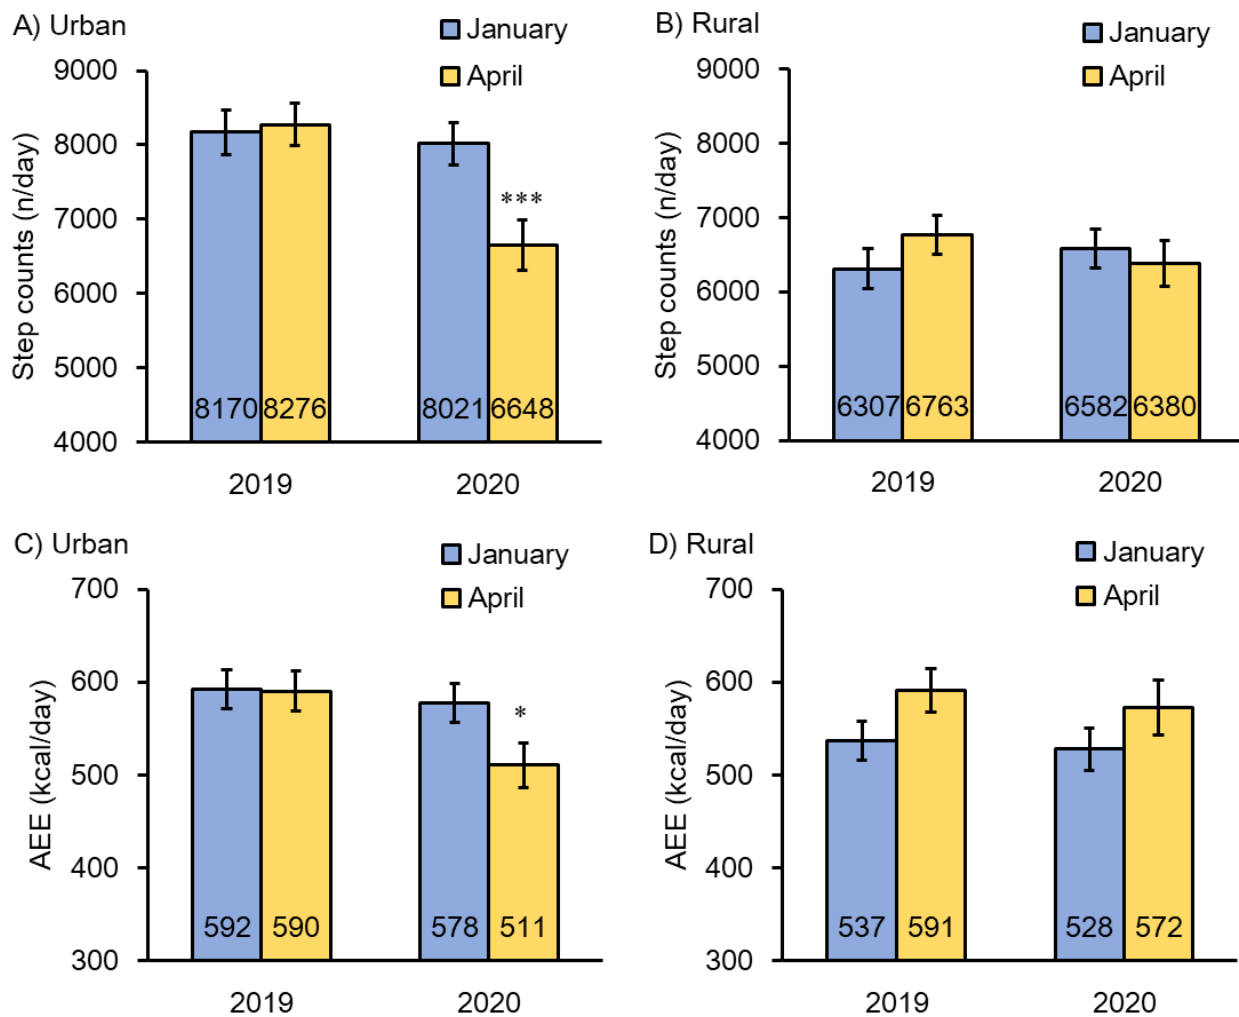 A) Urban
January
April
9000
8000
7000
6000
5000
4000
Step counts (n/day)
***
8170 8276 8021 6648
2019 2020
B) Rural
January
April
9000
8000
7000
6000
5000
4000
Step counts (n/day)
6307 6763 6582 6380
2019 2020
C) Urban
January
April
700
600
500
400
300
AEE (kcal/day)
*
592 590 578 511
2019 2020
D) Rural
January
April
700
600
500
400
300
AEE (kcal/day)
537 591 528 572
2019 2020